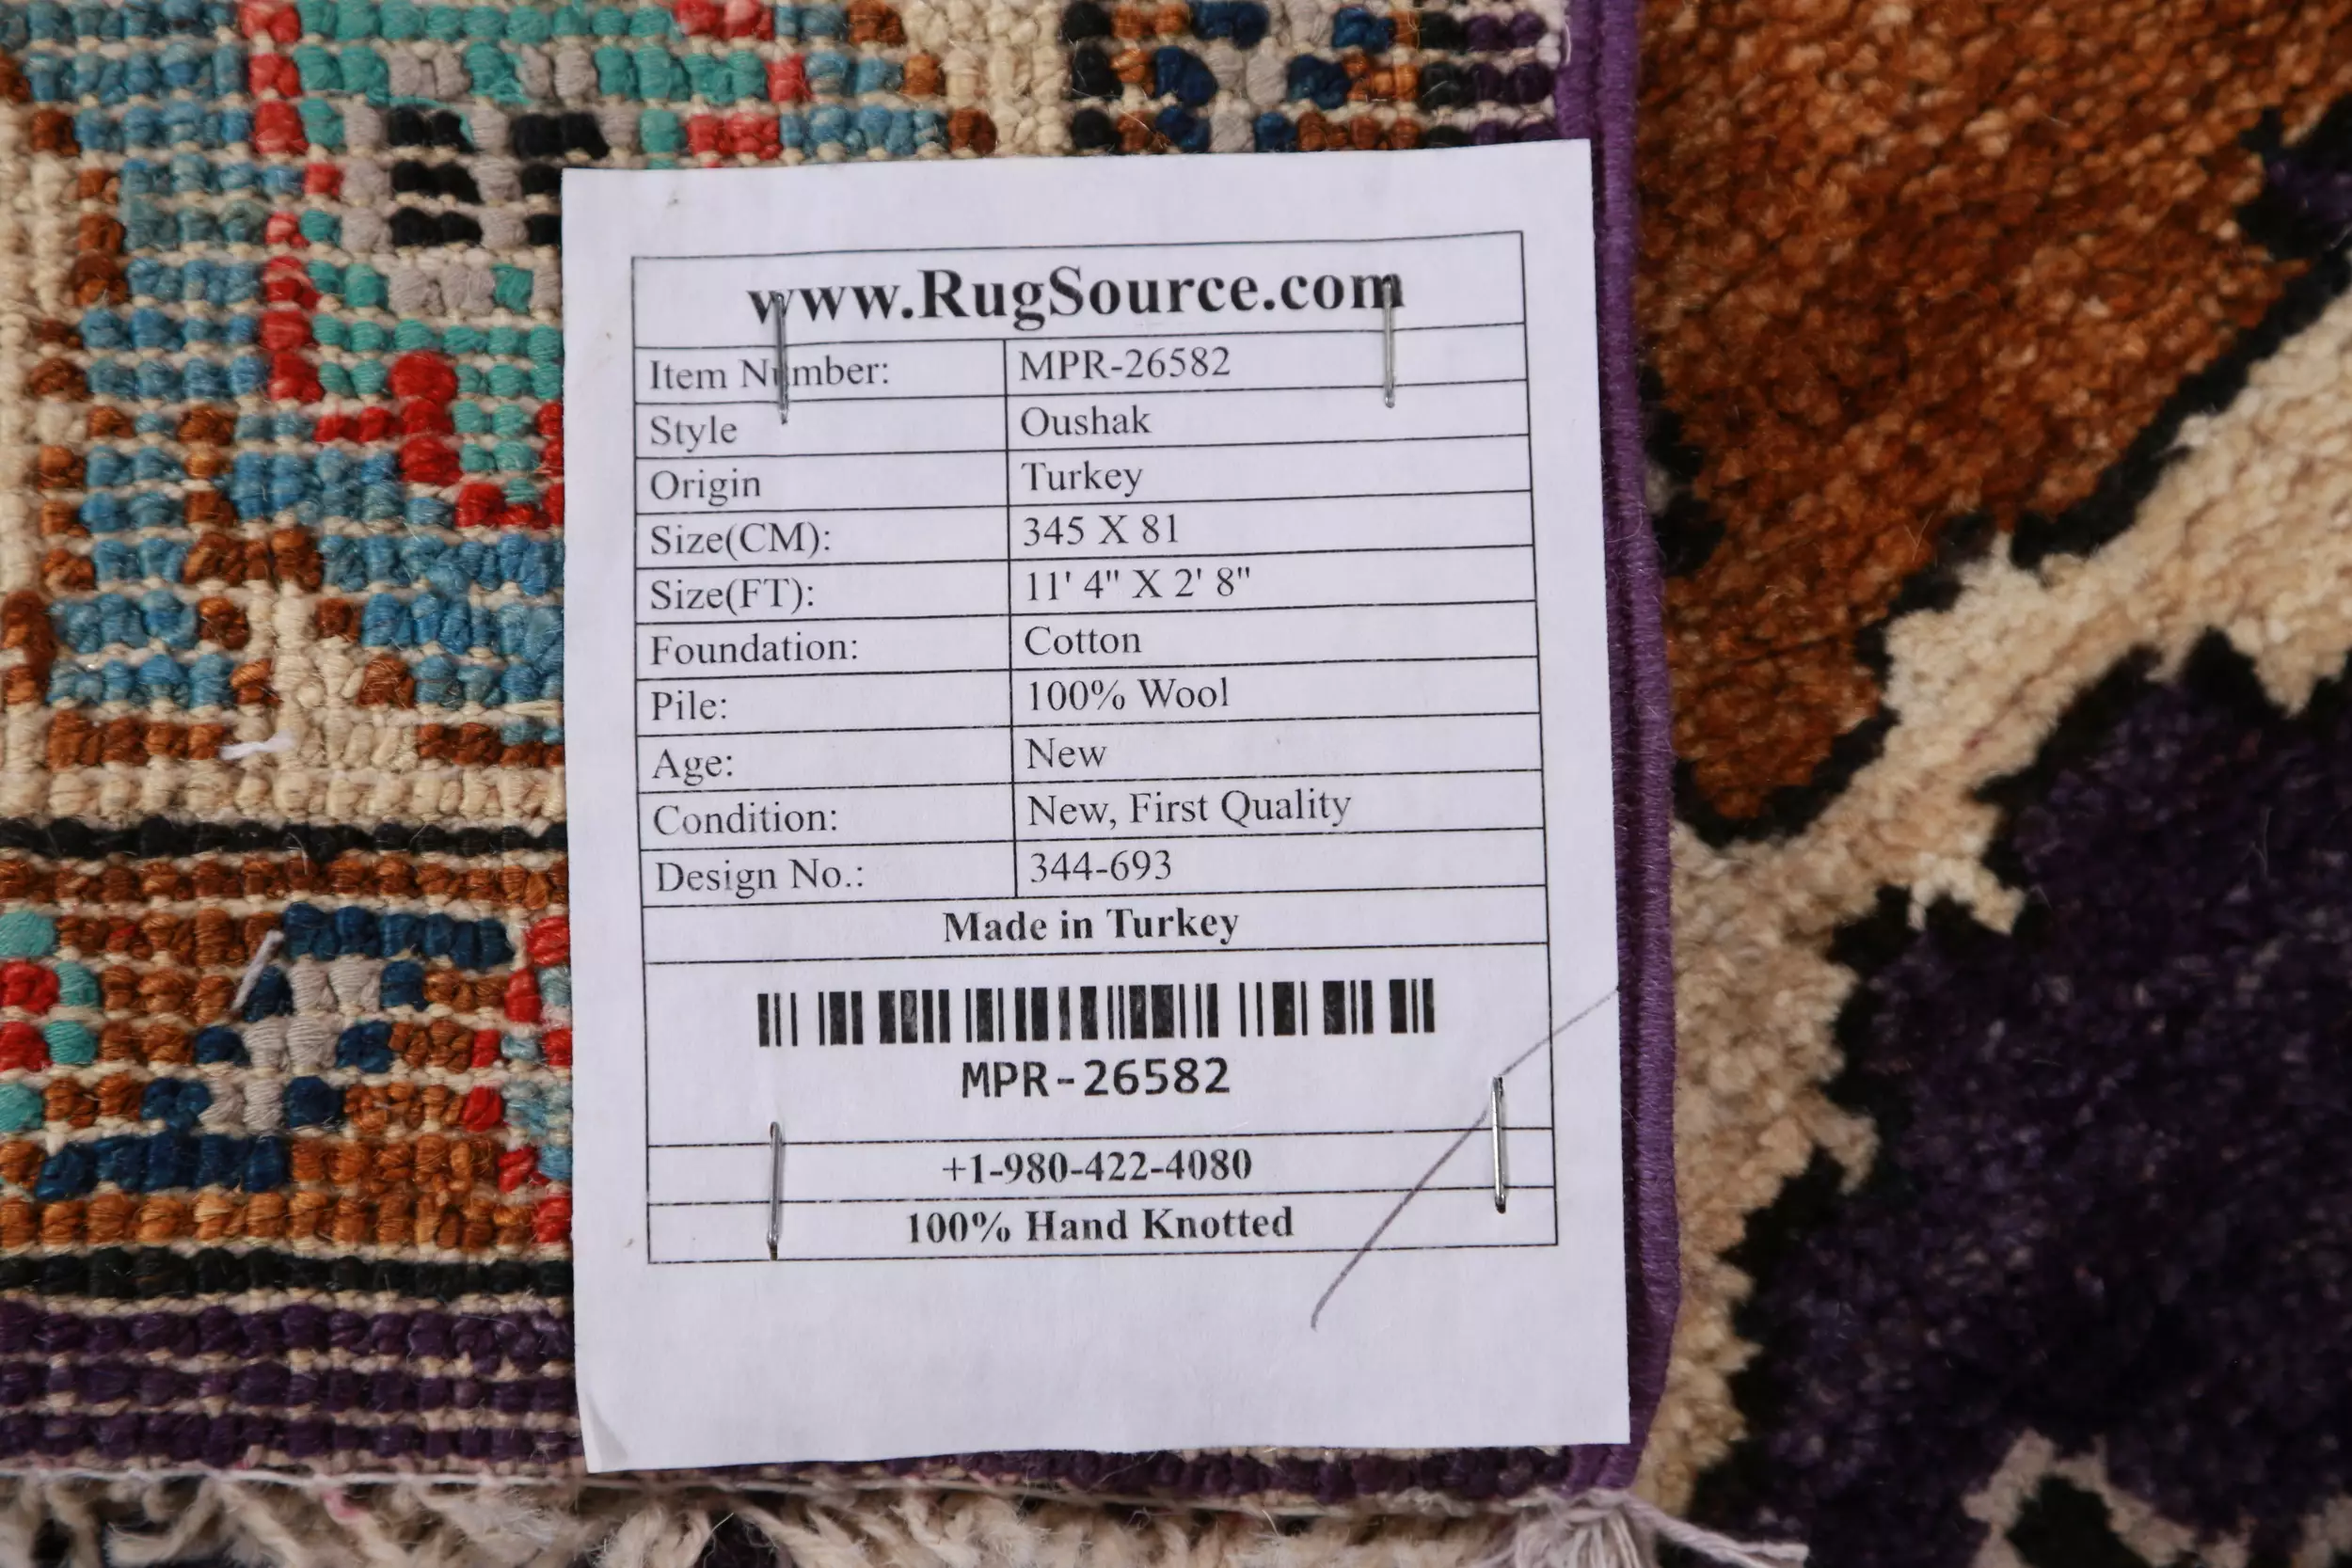 www.RugSource.com
Item Number: MPR-26582
Style Oushak
Origin Turkey
Size(CM): 345 X 81
Size(FT): 11' 4" X 2' 8"
Foundation: Cotton
Pile: 100% Wool
Age: New
Condition: New, First Quality
Design No.: 344-693
Made in Turkey
MPR-26582
+1-980-422-4080
100% Hand Knotted